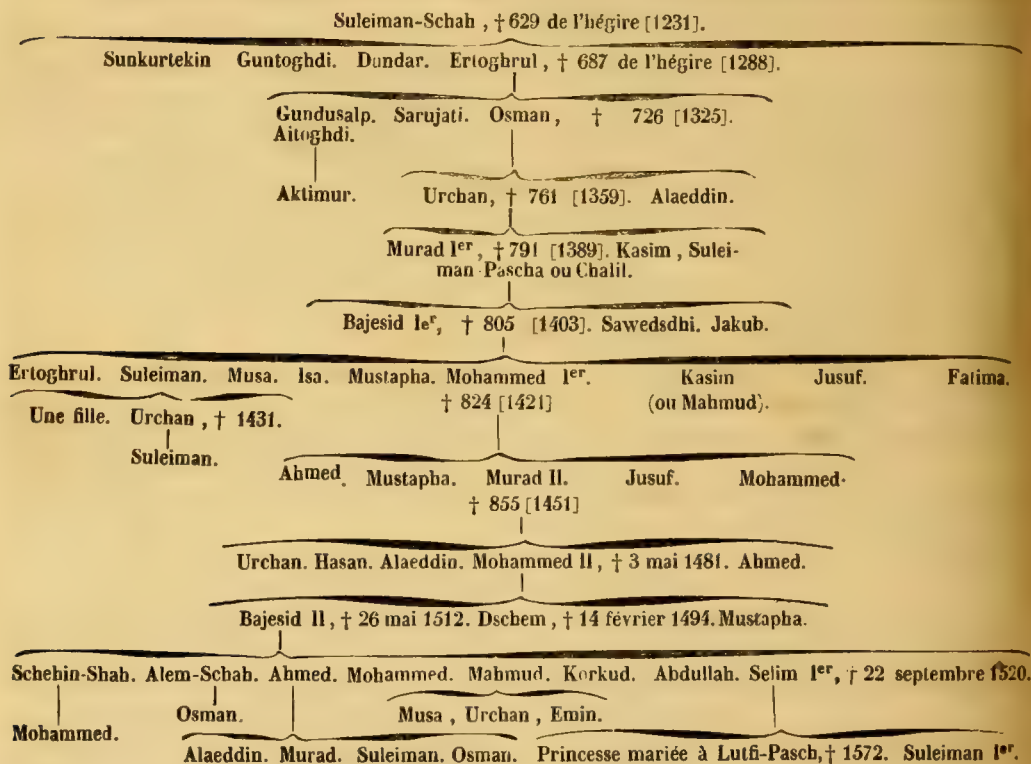 Suleiman-Schah, † 629 de l'hégire [1231].
Sunkurtekin Guntoghdi. Dundar. Ertoghrul, † 687 de l'hégire [1288].
Gundusalp. Sarujati. Osman, † 726 [1325].
Aitoghdi.
Aktimur. Urchan, † 761 [1359]. Alaeddin.
Murad Ier, † 791 [1389]. Kasim, Sulei-
man-Pascha ou Chalil.
Bajesid Ier, † 805 [1403]. Sawedsdhi. Jakub.
Ertoghrul. Suleiman. Musa. Isa. Mustapha. Mohammed Ier. Kasim Jusuf. Fatima.
† 824 [1421] (ou Mahmud).
Une fille. Urchan, † 1431.
Suleiman.
Ahmed. Mustapha. Murad II. Jusuf. Mohammed.
† 855 [1451]
Urchan. Hasan. Alaeddin. Mohammed II, † 3 mai 1481. Ahmed.
Bajesid II, † 26 mai 1512. Dschem, † 14 février 1494. Mustapha.
Schehin-Shah. Alem-Schah. Ahmed. Mohammed. Mahmud. Korkud. Abdullah. Selim Ier, † 22 septembre 1520.
Osman. Musa, Urchan, Emin.
Mohammed.
Alaeddin. Murad. Suleiman. Osman. Princesse mariée à Lutfi-Pasch, † 1572. Suleiman Ier.